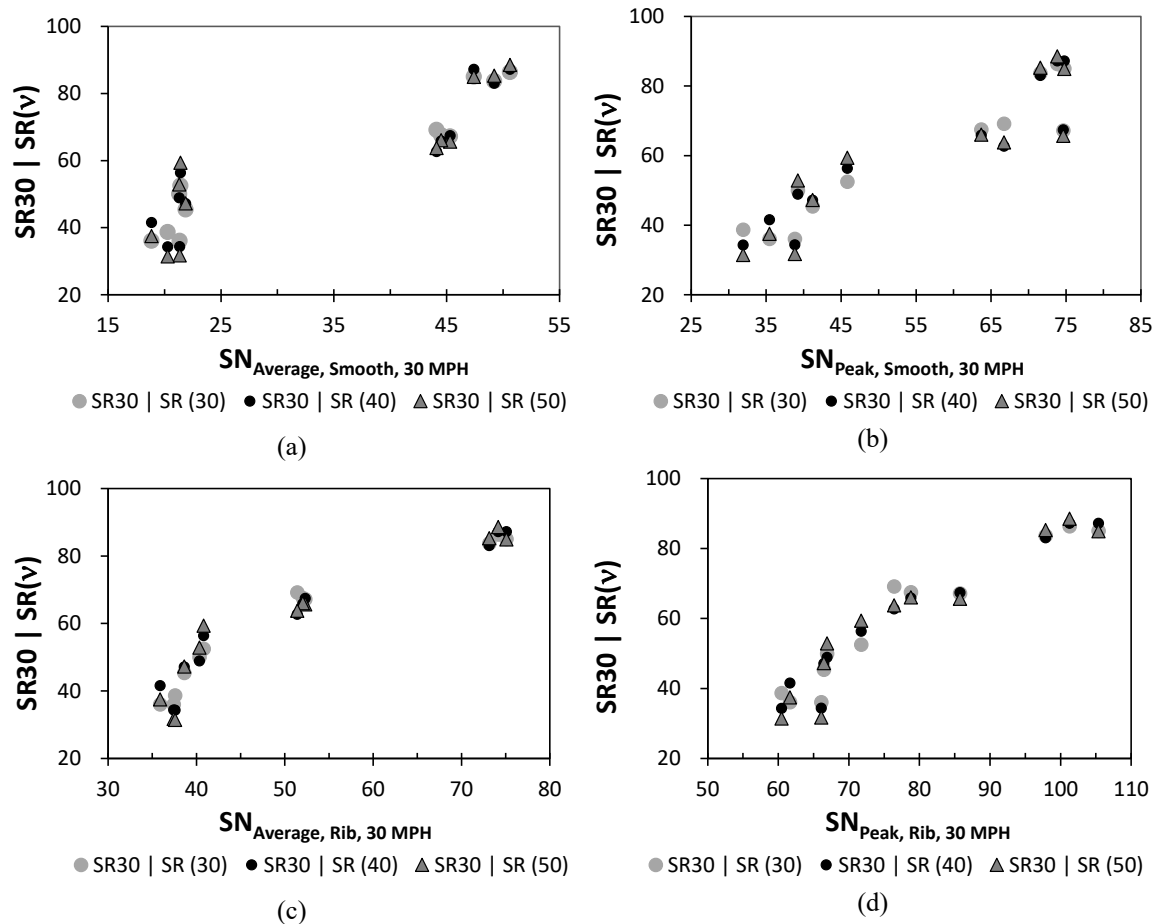 100
80
60
40
20
SR30 | SR(ν)
15 25 35 45 55
SN Average, Smooth, 30 MPH
SR30 | SR (30) SR30 | SR (40) SR30 | SR (50)
(a)
100
80
60
40
20
SR30 | SR(ν)
25 35 45 55 65 75 85
SN Peak, Smooth, 30 MPH
SR30 | SR (30) SR30 | SR (40) SR30 | SR (50)
(b)
100
80
60
40
20
SR30 | SR(ν)
30 40 50 60 70 80
SN Average, Rib, 30 MPH
SR30 | SR (30) SR30 | SR (40) SR30 | SR (50)
(c)
100
80
60
40
20
SR30 | SR(ν)
50 60 70 80 90 100 110
SN Peak, Rib, 30 MPH
SR30 | SR (30) SR30 | SR (40) SR30 | SR (50)
(d)